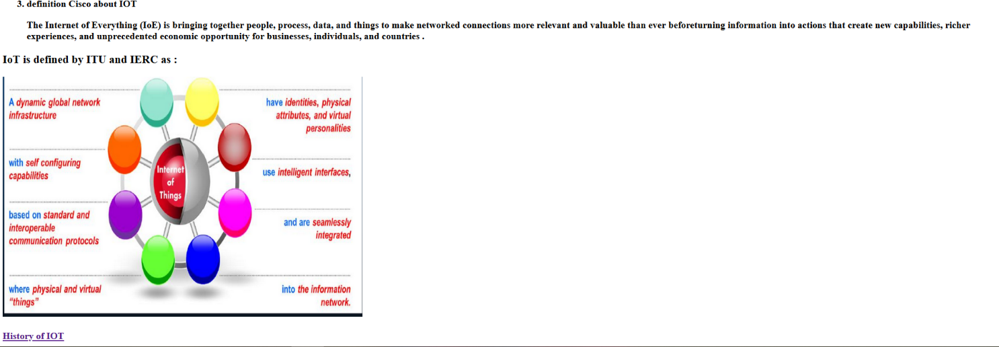 3. definition Cisco about IOT
The Internet of Everything (IoE) is bringing together people, process, data, and things to make networked connections more relevant and valuable than ever beforeturning information into actions that create new capabilities, richer
experiences, and unprecedented economic opportunity for businesses, individuals, and countries .
IoT is defined by ITU and IERC as :
A dynamic global network
infrastructure
with self configuring
capabilities
based on standard and
interoperable
communication protocols
where physical and virtual
“things”
Internet
of
Things
have identities, physical
attributes, and virtual
personalities
use intelligent interfaces,
and are seamlessly
integrated
into the information
network.
History of IOT